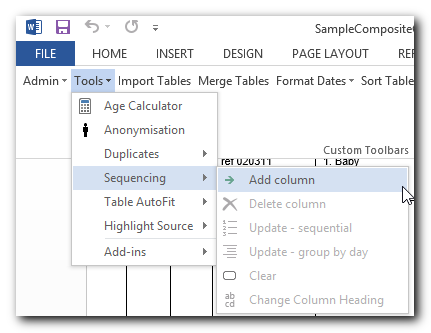 SampleComposite
FILE HOME INSERT DESIGN PAGE LAYOUT
Admin Tools Import Tables Merge Tables Format Dates Sort Table
Age Calculator
Anonymisation
Duplicates
Custom Toolbars
ref 020311 1. Baby
Sequencing
Add column
Table AutoFit
Delete column
Highlight Source
Update - sequential
Update - group by day
Add-ins
Clear
ab
cd Change Column Heading